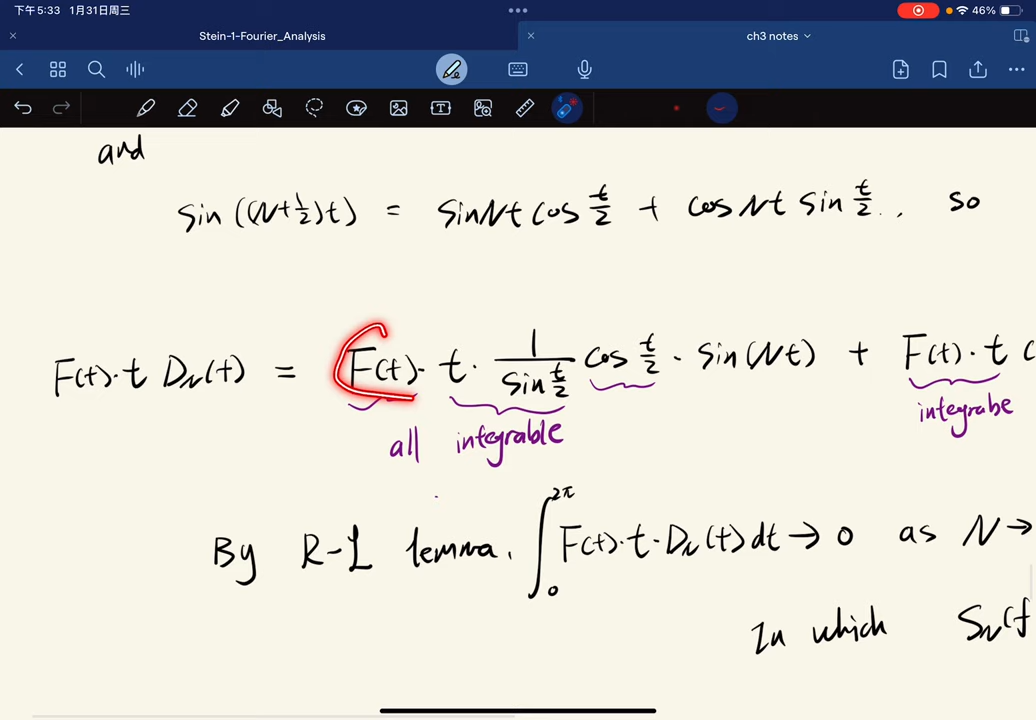 下午 5:33 1月31日周三
46%
Stein-1-Fourier_Analysis
ch3 notes
and
sin ((N+½)t) = sinNt cos t/2 + cos Nt sin t/2 . , so
F(t)·t D_N(t) = F(t)· t · 1/sin t/2 cos t/2 · sin(Nt) + F(t)·t c
all integrable integrabe
By R-L lemma, ∫₀^2π F(t)·t·D_N(t)dt → 0 as N →
In which S_N(f